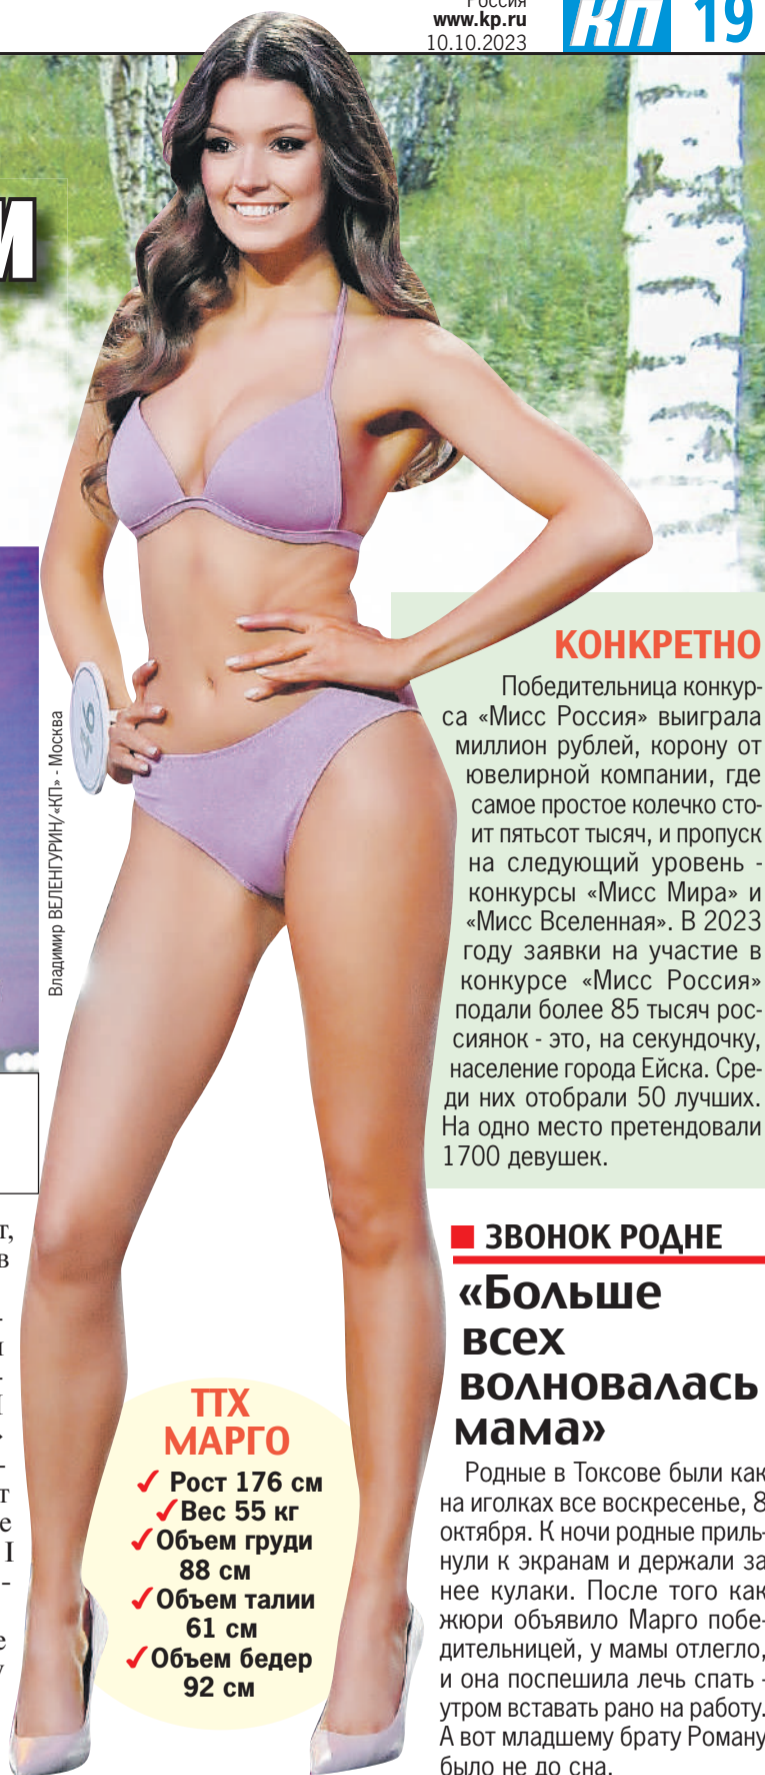 Россия
www.kp.ru
10.10.2023
КП
19
И
Владимир ВЕЛЕНГУРИН/«КП» - Москва
КОНКРЕТНО
Победительница конкур-
са «Мисс Россия» выиграла
миллион рублей, корону от
ювелирной компании, где
самое простое колечко сто-
ит пятьсот тысяч, и пропуск
на следующий уровень -
конкурсы «Мисс Мира» и
«Мисс Вселенная». В 2023
году заявки на участие в
конкурсе «Мисс Россия»
подали более 85 тысяч рос-
сиянок - это, на секундочку,
население города Ейска. Сре-
ди них отобрали 50 лучших.
На одно место претендовали
1700 девушек.
ЗВОНОК РОДНЕ
«Больше
всех
волновалась
мама»
Родные в Токсове были как
на иголках все воскресенье, 8
октября. К ночи родные приль-
нули к экранам и держали за
нее кулаки. После того как
жюри объявило Марго побе-
дительницей, у мамы отлегло,
и она поспешила лечь спать -
утром вставать рано на работу.
А вот младшему брату Роману
было не до сна.
ТТХ
МАРГО
Рост 176 см
Вес 55 кг
Объем груди
88 см
Объем талии
61 см
Объем бедер
92 см